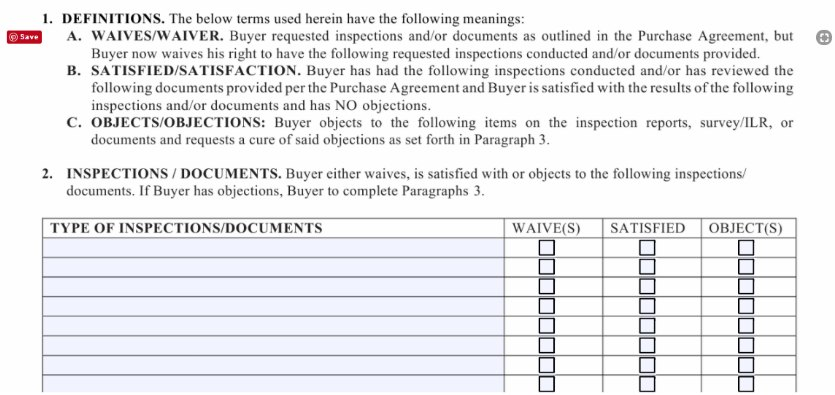 1. DEFINITIONS. The below terms used herein have the following meanings:
Save
A. WAIVES/WAIVER. Buyer requested inspections and/or documents as outlined in the Purchase Agreement, but
Buyer now waives his right to have the following requested inspections conducted and/or documents provided.
B. SATISFIED/SATISFACTION. Buyer has had the following inspections conducted and/or has reviewed the
following documents provided per the Purchase Agreement and Buyer is satisfied with the results of the following
inspections and/or documents and has NO objections.
C. OBJECTS/OBJECTIONS: Buyer objects to the following items on the inspection reports, survey/ILR, or
documents and requests a cure of said objections as set forth in Paragraph 3.
2. INSPECTIONS / DOCUMENTS. Buyer either waives, is satisfied with or objects to the following inspections/
documents. If Buyer has objections, Buyer to complete Paragraphs 3.
TYPE OF INSPECTIONS/DOCUMENTS WAIVE(S) SATISFIED OBJECT(S)